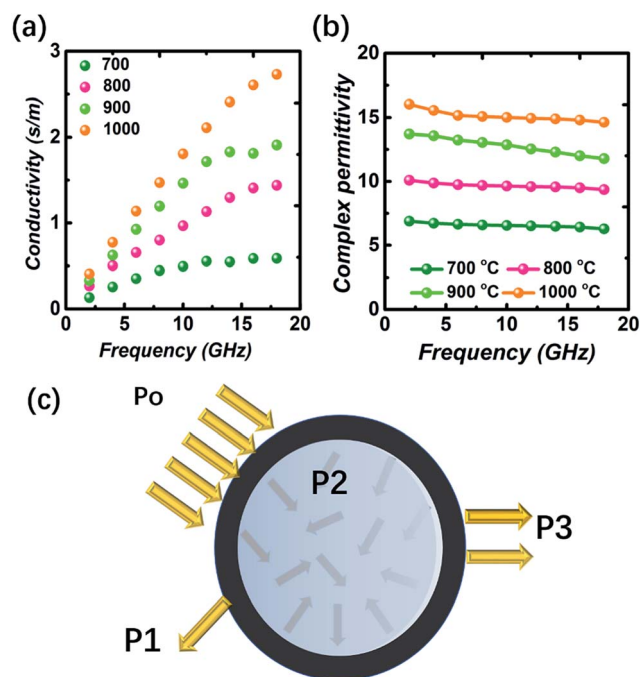 (a)
3
2
1
0
0
5
10
15
20
Conductivity (s/m)
Frequency (GHz)
700
800
900
1000
(b)
20
15
10
5
0
0
5
10
15
20
Complex permittivity
Frequency (GHz)
700 °C 800 °C
900 °C 1000 °C
(c)
Po
P2
P3
P1